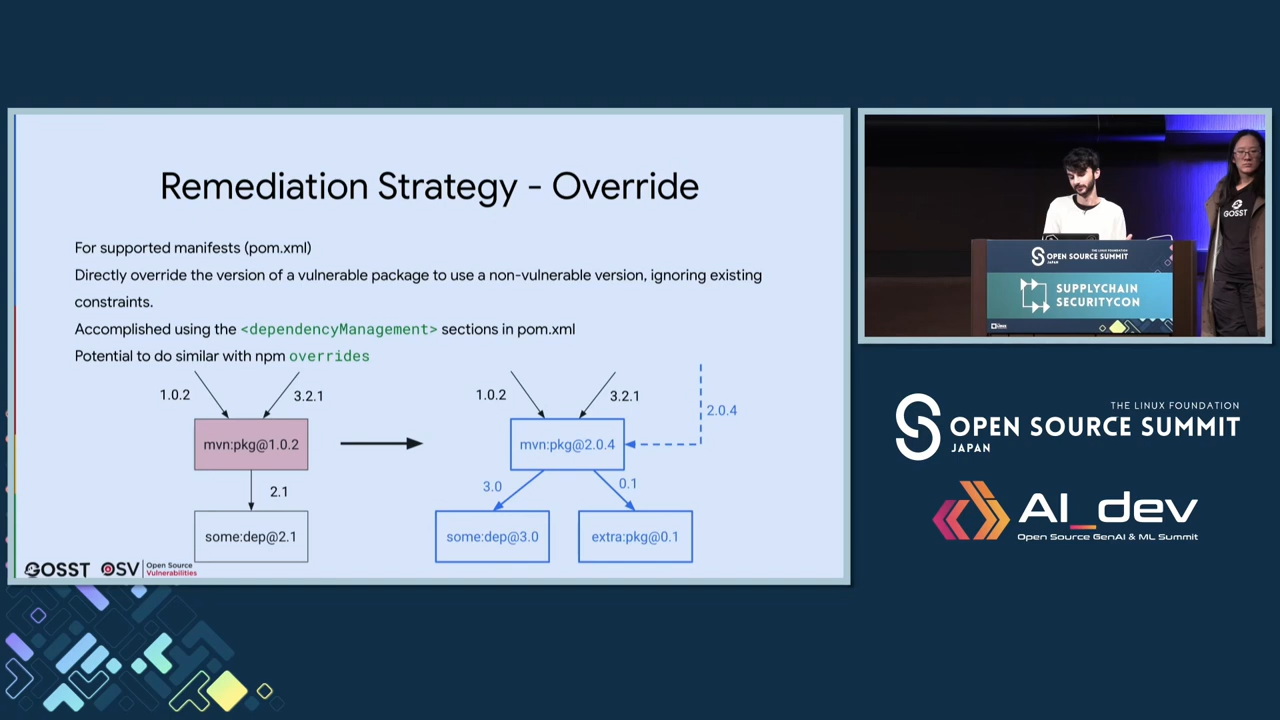 Remediation Strategy - Override
For supported manifests (pom.xml)
Directly override the version of a vulnerable package to use a non-vulnerable version, ignoring existing
constraints.
Accomplished using the <dependencyManagement> sections in pom.xml
Potential to do similar with npm overrides
1.0.2
3.2.1
mvn:pkg@1.0.2
2.1
some:dep@2.1
1.0.2
3.2.1
2.0.4
mvn:pkg@2.0.4
3.0
0.1
some:dep@3.0
extra:pkg@0.1
GOSST
OSV
Open Source
Vulnerabilities
GOSST
THE LINUX FOUNDATION
OPEN SOURCE SUMMIT
JAPAN
SUPPLYCHAIN
SECURITYCON
THE LINUX FOUNDATION
OPEN SOURCE SUMMIT
JAPAN
AI_dev
Open Source GenAI & ML Summit